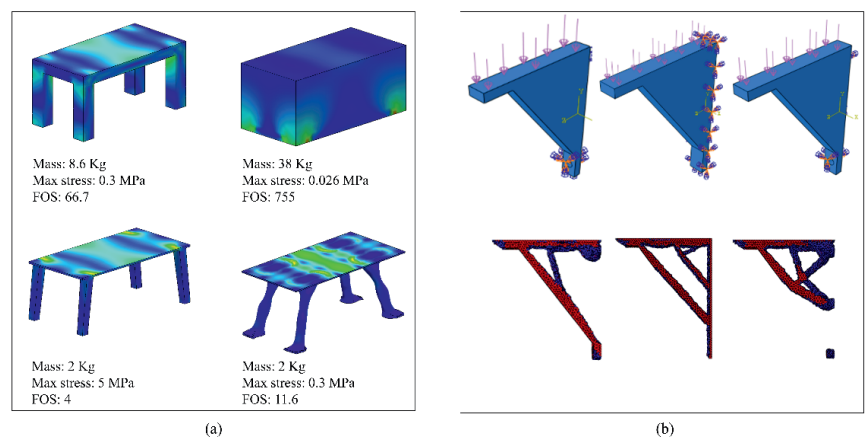 Mass: 8.6 Kg
Max stress: 0.3 MPa
FOS: 66.7
Mass: 38 Kg
Max stress: 0.026 MPa
FOS: 755
Mass: 2 Kg
Max stress: 5 MPa
FOS: 4
Mass: 2 Kg
Max stress: 0.3 MPa
FOS: 11.6
(a)
(b)